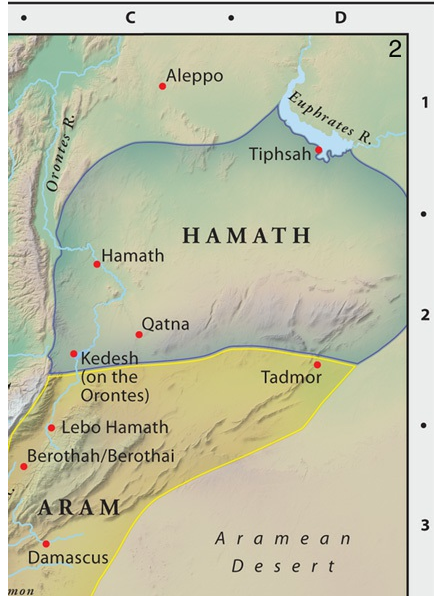 • C • D
2
Aleppo
1
Euphrates R.
Orontes R.
Tiphsah
•
HAMATH
Hamath
2
Qatna
Kedesh
(on the
Orontes)
Tadmor
Lebo Hamath
•
Berothah/Berothai
ARAM
3
Aramean
Desert
Damascus
mon